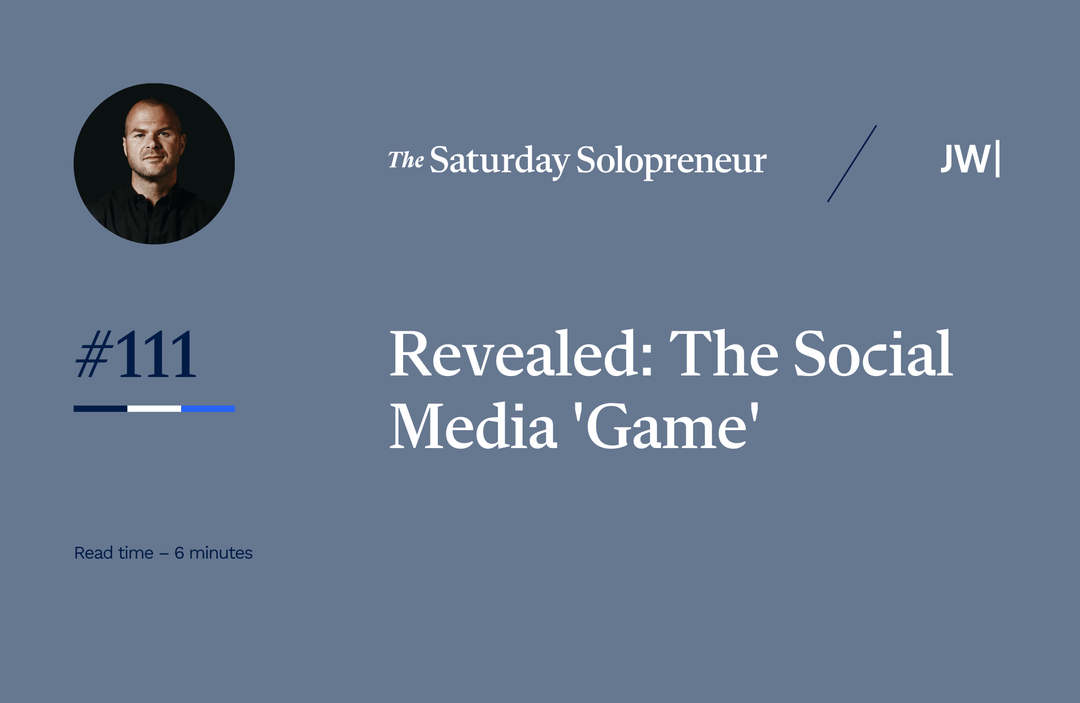 The Saturday Solopreneur
JW|
#111
Revealed: The Social
Media 'Game'
Read time – 6 minutes